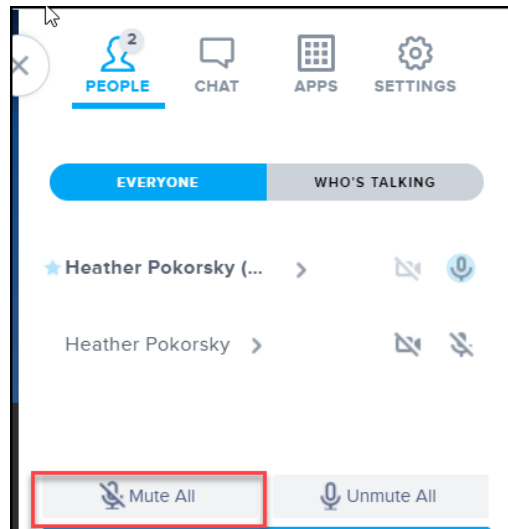 2
PEOPLE CHAT APPS SETTINGS
EVERYONE WHO'S TALKING
Heather Pokorsky (...
Heather Pokorsky
Mute All Unmute All